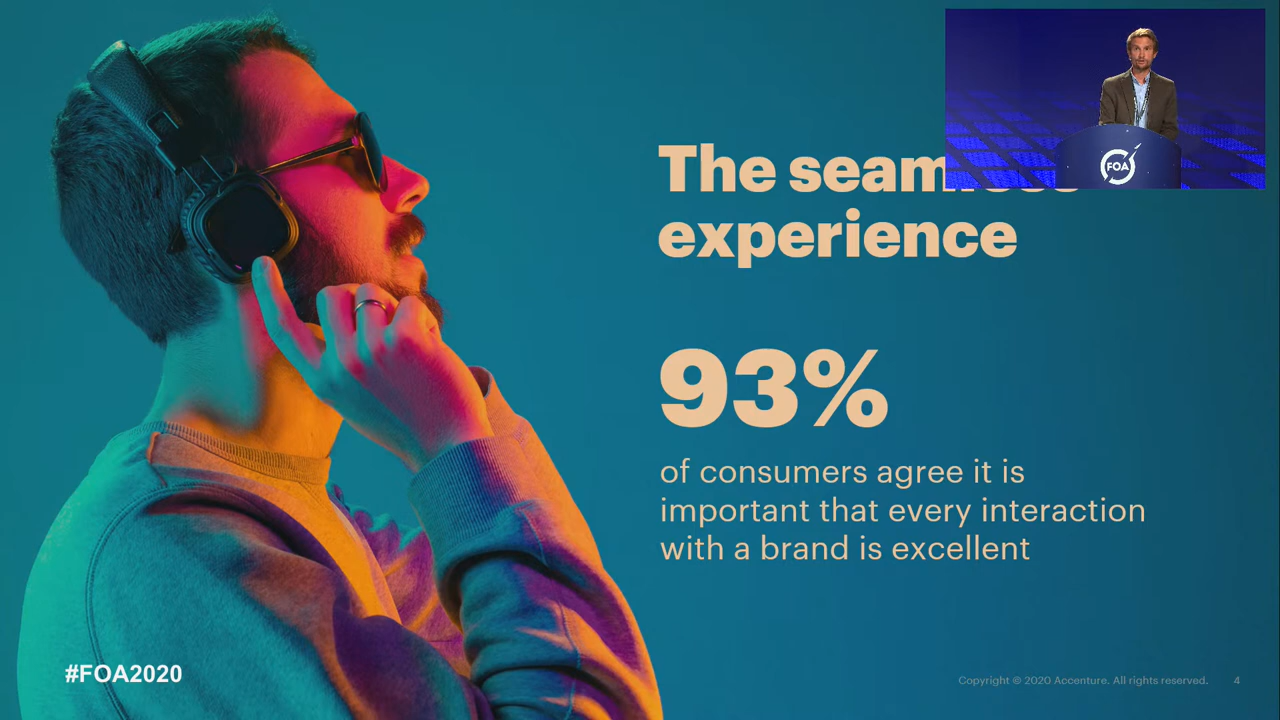 FOA
The
experience
93%
of consumers agree it is
important that every interaction
with a brand is excellent
#FOA2020
Copyright © 2020 Accenture. All rights reserved. 4